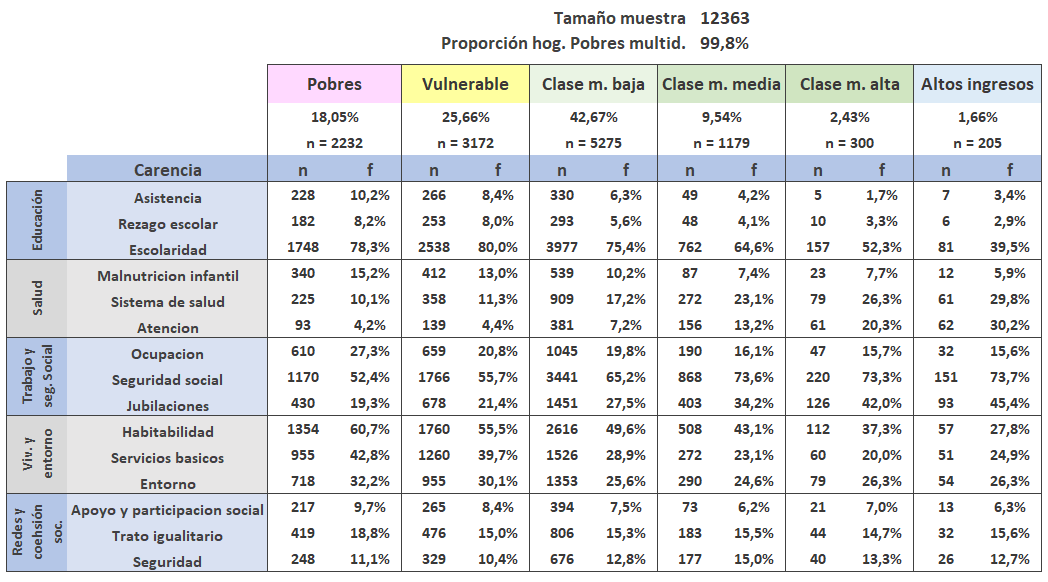 Tamaño muestra 12363
Proporción hog. Pobres multid. 99,8%
Pobres Vulnerable Clase m. baja Clase m. media Clase m. alta Altos ingresos
18,05% 25,66% 42,67% 9,54% 2,43% 1,66%
n = 2232 n = 3172 n = 5275 n = 1179 n = 300 n = 205
Carencia n f n f n f n f n f n f
Educación
Asistencia 228 10,2% 266 8,4% 330 6,3% 49 4,2% 5 1,7% 7 3,4%
Rezago escolar 182 8,2% 253 8,0% 293 5,6% 48 4,1% 10 3,3% 6 2,9%
Escolaridad 1748 78,3% 2538 80,0% 3977 75,4% 762 64,6% 157 52,3% 81 39,5%
Salud
Malnutricion infantil 340 15,2% 412 13,0% 539 10,2% 87 7,4% 23 7,7% 12 5,9%
Sistema de salud 225 10,1% 358 11,3% 909 17,2% 272 23,1% 79 26,3% 61 29,8%
Atencion 93 4,2% 139 4,4% 381 7,2% 156 13,2% 61 20,3% 62 30,2%
Trabajo y
seg. Social
Ocupacion 610 27,3% 659 20,8% 1045 19,8% 190 16,1% 47 15,7% 32 15,6%
Seguridad social 1170 52,4% 1766 55,7% 3441 65,2% 868 73,6% 220 73,3% 151 73,7%
Jubilaciones 430 19,3% 678 21,4% 1451 27,5% 403 34,2% 126 42,0% 93 45,4%
Viv. y
entorno
Habitabilidad 1354 60,7% 1760 55,5% 2616 49,6% 508 43,1% 112 37,3% 57 27,8%
Servicios basicos 955 42,8% 1260 39,7% 1526 28,9% 272 23,1% 60 20,0% 51 24,9%
Entorno 718 32,2% 955 30,1% 1353 25,6% 290 24,6% 79 26,3% 54 26,3%
Redes y
coehsión
soc.
Apoyo y participacion social 217 9,7% 265 8,4% 394 7,5% 73 6,2% 21 7,0% 13 6,3%
Trato igualitario 419 18,8% 476 15,0% 806 15,3% 183 15,5% 44 14,7% 32 15,6%
Seguridad 248 11,1% 329 10,4% 676 12,8% 177 15,0% 40 13,3% 26 12,7%